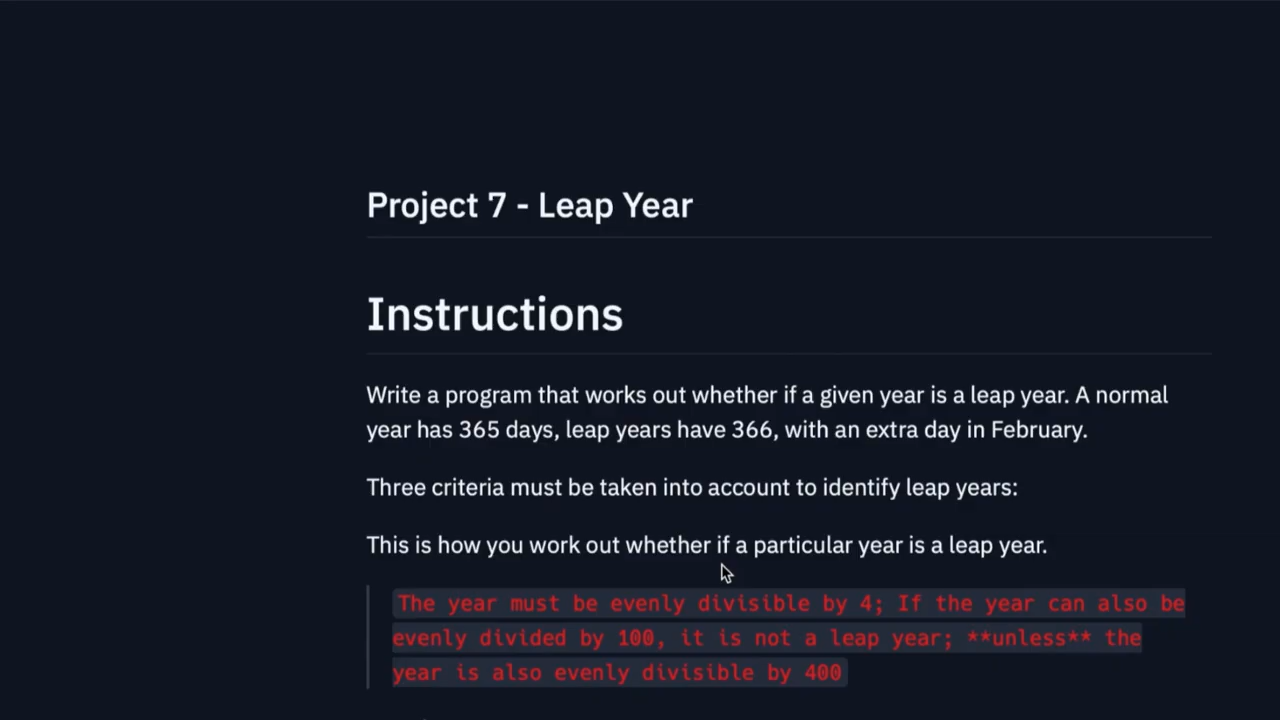 Project 7 - Leap Year
Instructions
Write a program that works out whether if a given year is a leap year. A normal
year has 365 days, leap years have 366, with an extra day in February.
Three criteria must be taken into account to identify leap years:
This is how you work out whether if a particular year is a leap year.
The year must be evenly divisible by 4; If the year can also be
evenly divided by 100, it is not a leap year; **unless** the
year is also evenly divisible by 400